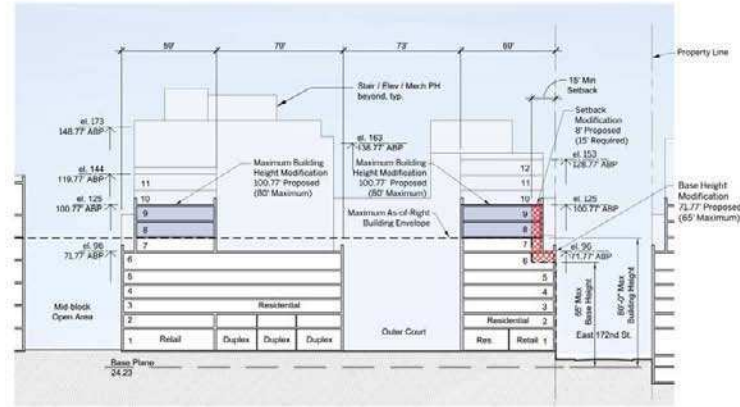 59'
79'
73'
69'
Property Line
Stair / Elev / Mech PH
beyond, typ.
15' Min
Setback
Setback
Modification
8' Proposed
(15' Required)
el. 173
148.77' ABP
el. 163
138.77' ABP
el. 153
128.77' ABP
el. 144
119.77' ABP
Maximum Building
Height Modification
100.77' Proposed
(80' Maximum)
Maximum Building
Height Modification
100.77' Proposed
(80' Maximum)
12
11
11
el. 125
100.77' ABP
10
10
el. 125
100.77' ABP
Base Height
Modification
71.77' Proposed
(65' Maximum)
9
9
8
8
Maximum As-of-Right
Building Envelope
el. 96
71.77' ABP
7
7
el. 96
71.77' ABP
6
6
5
5
4
4
3
Residential
3
2
Residential
2
Mid-block
Open Area
1
Retail
Duplex
Duplex
Duplex
Outer Court
Res.
Retail
1
65' Max
Base Height
80'-0" Max
Building Height
East 172nd St.
Base Plane
24.23